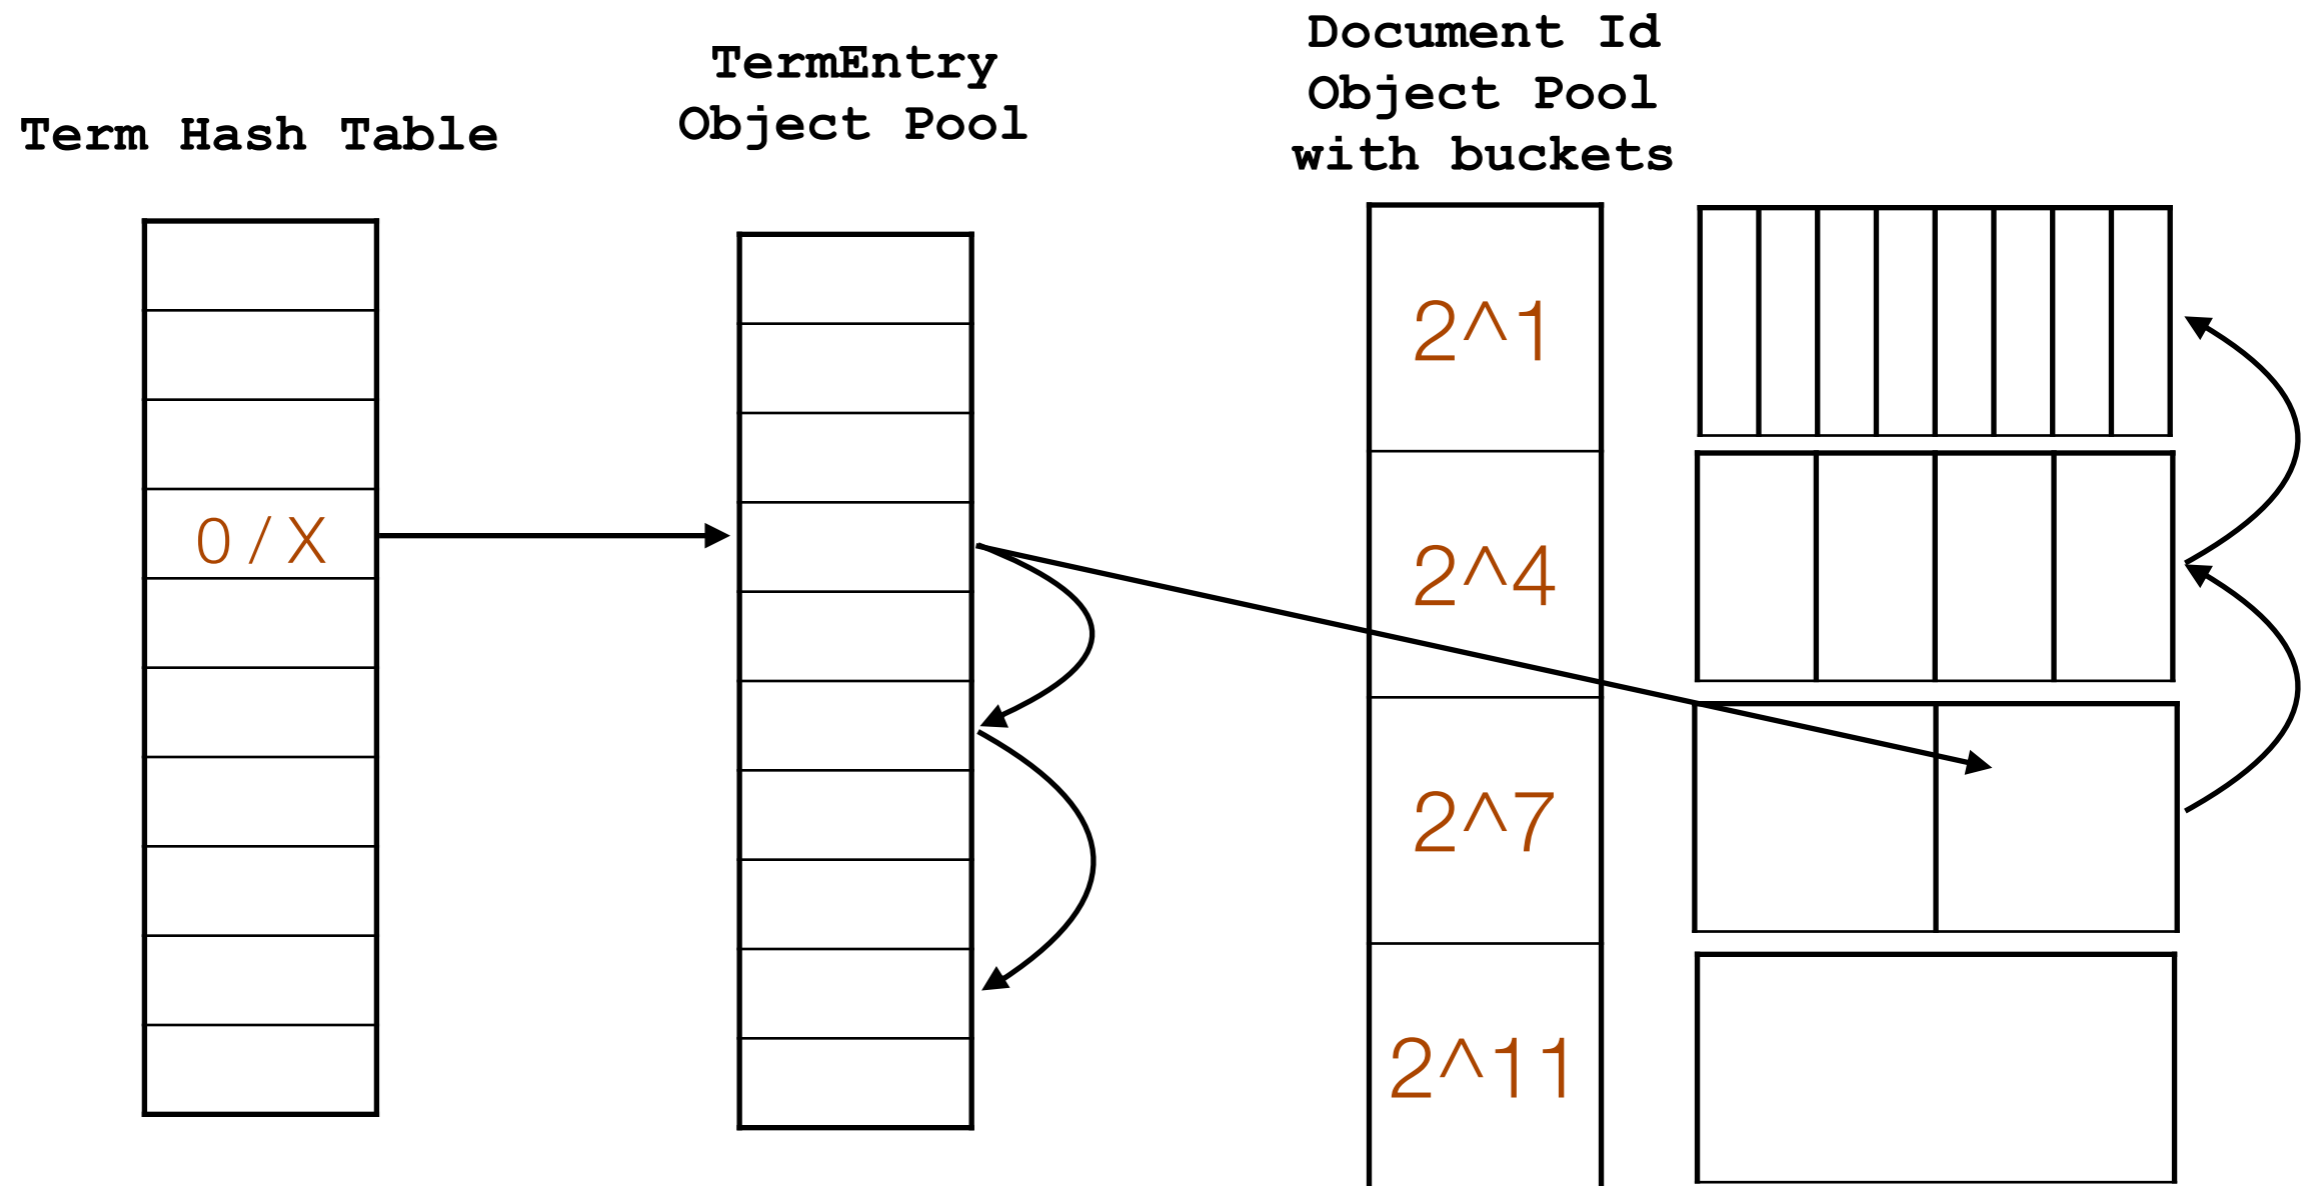 Term Hash Table
TermEntry
Object Pool
Document Id
Object Pool
with buckets
0/X
2^1
2^4
2^7
2^11